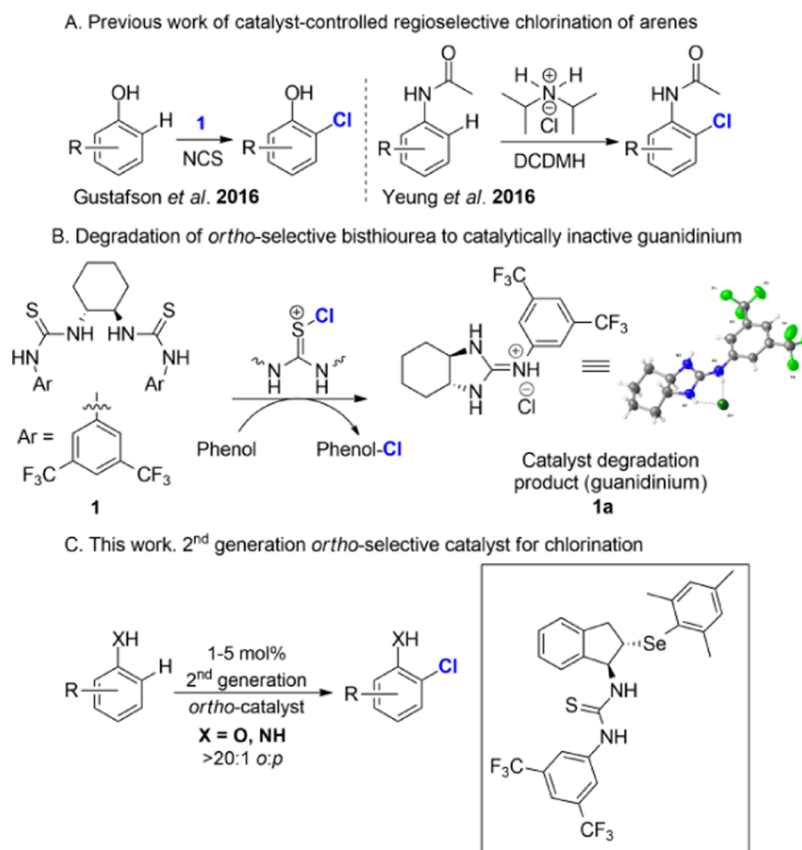 A. Previous work of catalyst-controlled regioselective chlorination of arenes
OH
H
R
1
NCS
OH
Cl
R
O
HN
H
R
H H
N
⊕
⊖
Cl
DCDMH
O
HN
Cl
R
Gustafson et al. 2016
Yeung et al. 2016
B. Degradation of ortho-selective bisthiourea to catalytically inactive guanidinium
S
S
NH HN
NH
NH
Ar
Ar
Ar =
F3C
CF3
1
⊕
S
Cl
N
H
N
H
Phenol
Phenol-Cl
F3C
CF3
H
N
N
H
⊕
NH
⊖
Cl
Catalyst degradation
product (guanidinium)
1a
C. This work. 2nd generation ortho-selective catalyst for chlorination
XH
H
R
1-5 mol%
2nd generation
ortho-catalyst
X = O, NH
>20:1 o:p
XH
Cl
R
Se
NH
S
NH
F3C
CF3